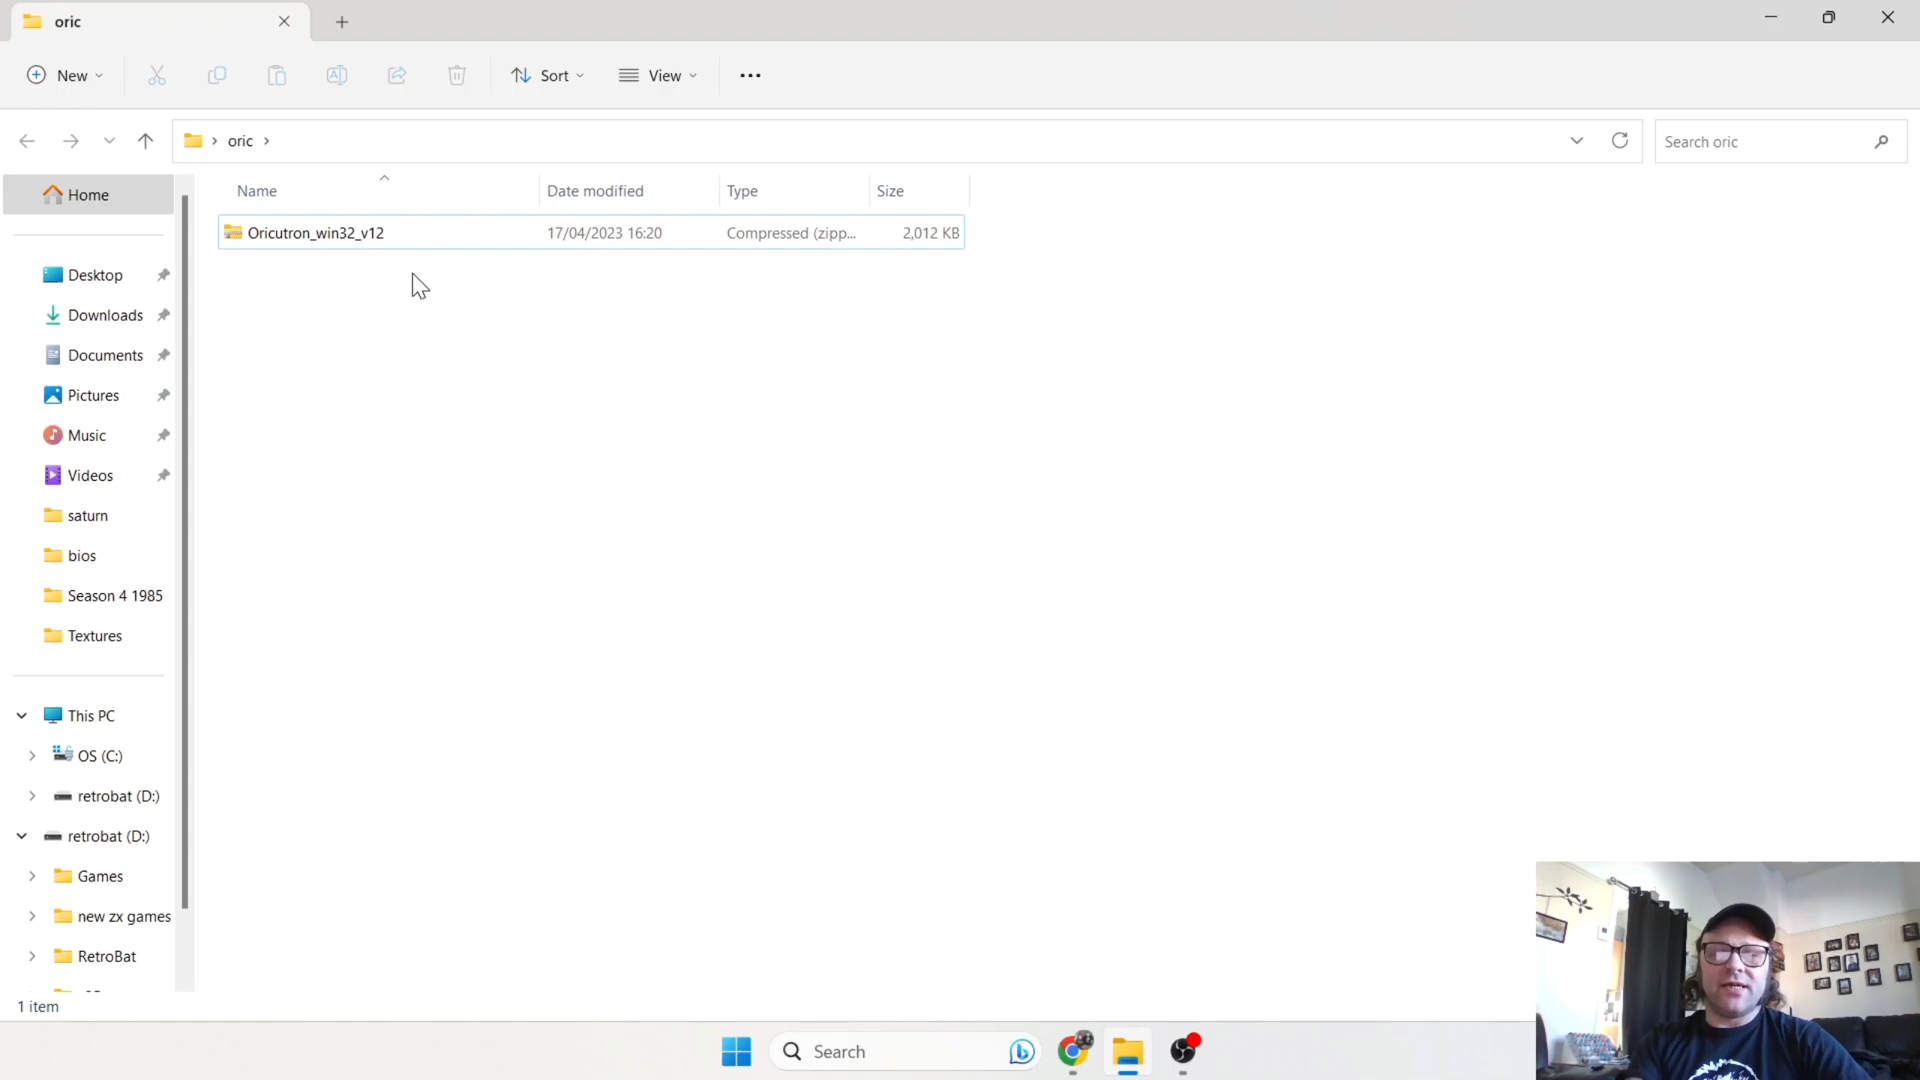 oric
New
Sort
View
oric
Search oric
Name
Date modified
Type
Size
Oricutron_win32_v12
17/04/2023 16:20
Compressed (zipp...
2,012 KB
Home
Desktop
Downloads
Documents
Pictures
Music
Videos
saturn
bios
Season 4 1985
Textures
This PC
OS (C:)
retrobat (D:)
retrobat (D:)
Games
new zx games
RetroBat
1 item
Search